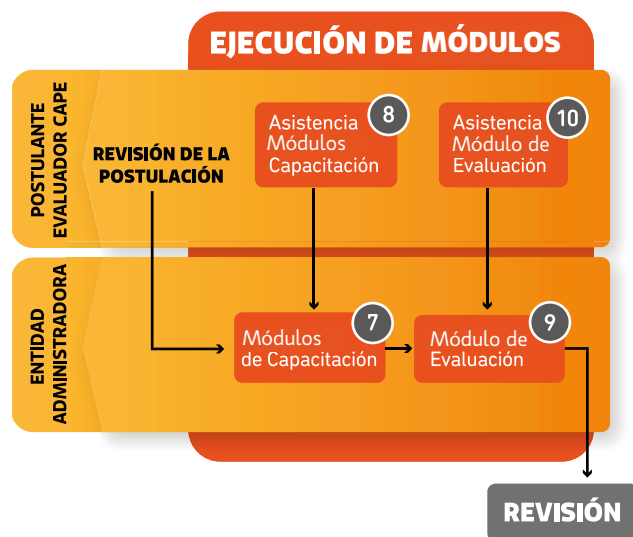 EJECUCIÓN DE MÓDULOS
POSTULANTE
EVALUADOR CAPE
REVISIÓN DE LA
POSTULACIÓN
8
Asistencia
Módulos
Capacitación
10
Asistencia
Módulo de
Evaluación
ENTIDAD
ADMINISTRADORA
7
Módulos
de Capacitación
9
Módulo de
Evaluación
REVISIÓN